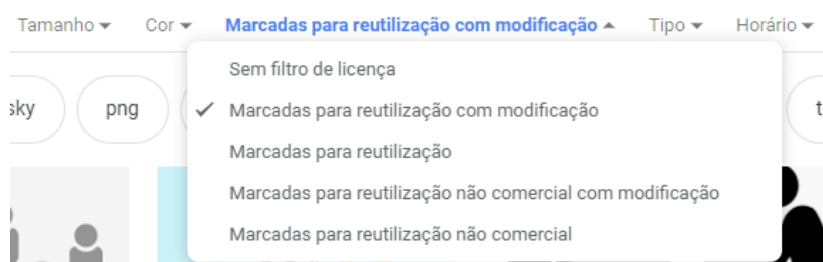 Tamanho Cor Marcadas para reutilização com modificação Tipo Horário
Sem filtro de licença
sky png Marcadas para reutilização com modificação t
Marcadas para reutilização
Marcadas para reutilização não comercial com modificação
Marcadas para reutilização não comercial